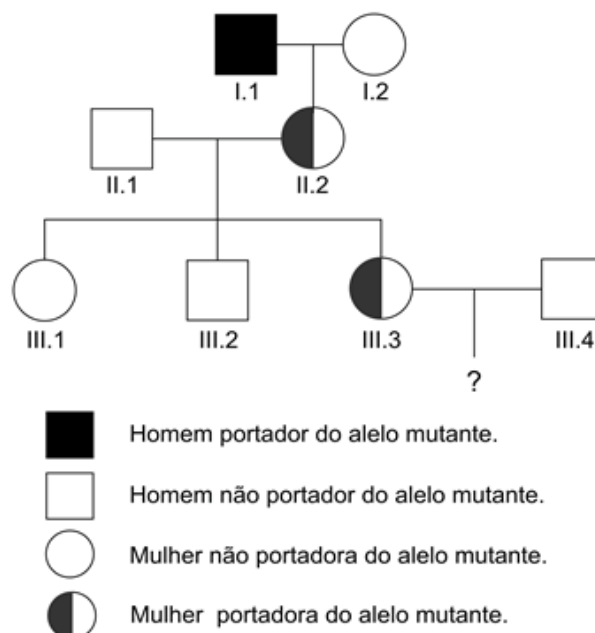 I.1 I.2
II.1 II.2
III.1 III.2 III.3 III.4
?
Homem portador do alelo mutante.
Homem não portador do alelo mutante.
Mulher não portadora do alelo mutante.
Mulher portadora do alelo mutante.